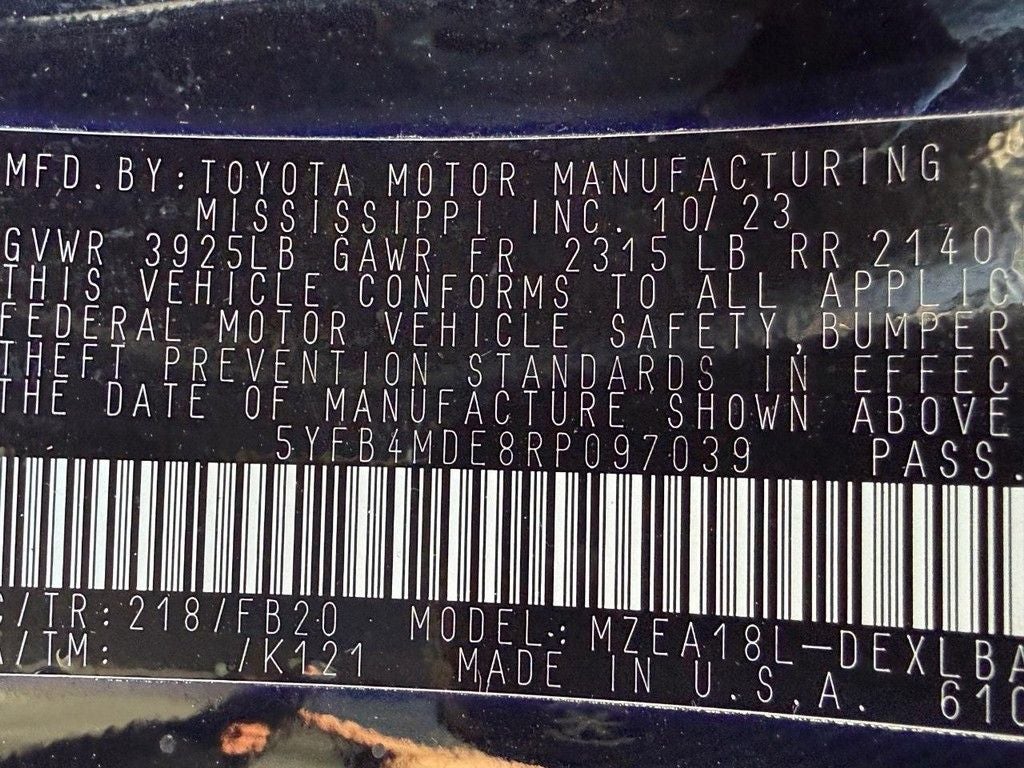 MFD. BY: TOYOTA MOTOR MANUFACTURING
MISSISSIPPI INC. 10/23
GVWR 3925LB GAWR FR 2315 LB RR 2140
THIS VEHICLE CONFORMS TO ALL APPLIC
FEDERAL MOTOR VEHICLE SAFETY, BUMPER
THEFT PREVENTION STANDARDS IN EFFEC
THE DATE OF MANUFACTURE SHOWN ABOVE
5YFB4MDE8RP097039 PASS.
C/TR: 218/FB20 MODEL: MZEA18L-DEXLBA
A/TM: /K121 MADE IN U.S.A. 610